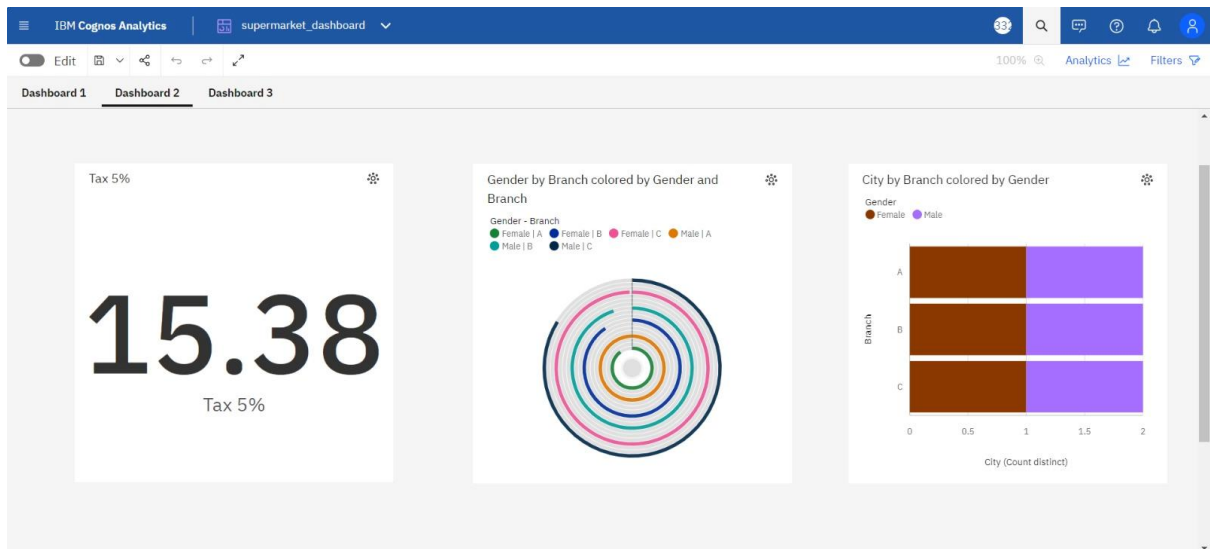 IBM Cognos Analytics supermarket_dashboard
Edit 100% Analytics Filters
Dashboard 1 Dashboard 2 Dashboard 3
Tax 5%
15.38
Tax 5%
Gender by Branch colored by Gender and
Branch
Gender - Branch
Female | A Female | B Female | C Male | A
Male | B Male | C
City by Branch colored by Gender
Gender
Female Male
Branch
A
B
C
0 0.5 1 1.5 2
City (Count distinct)